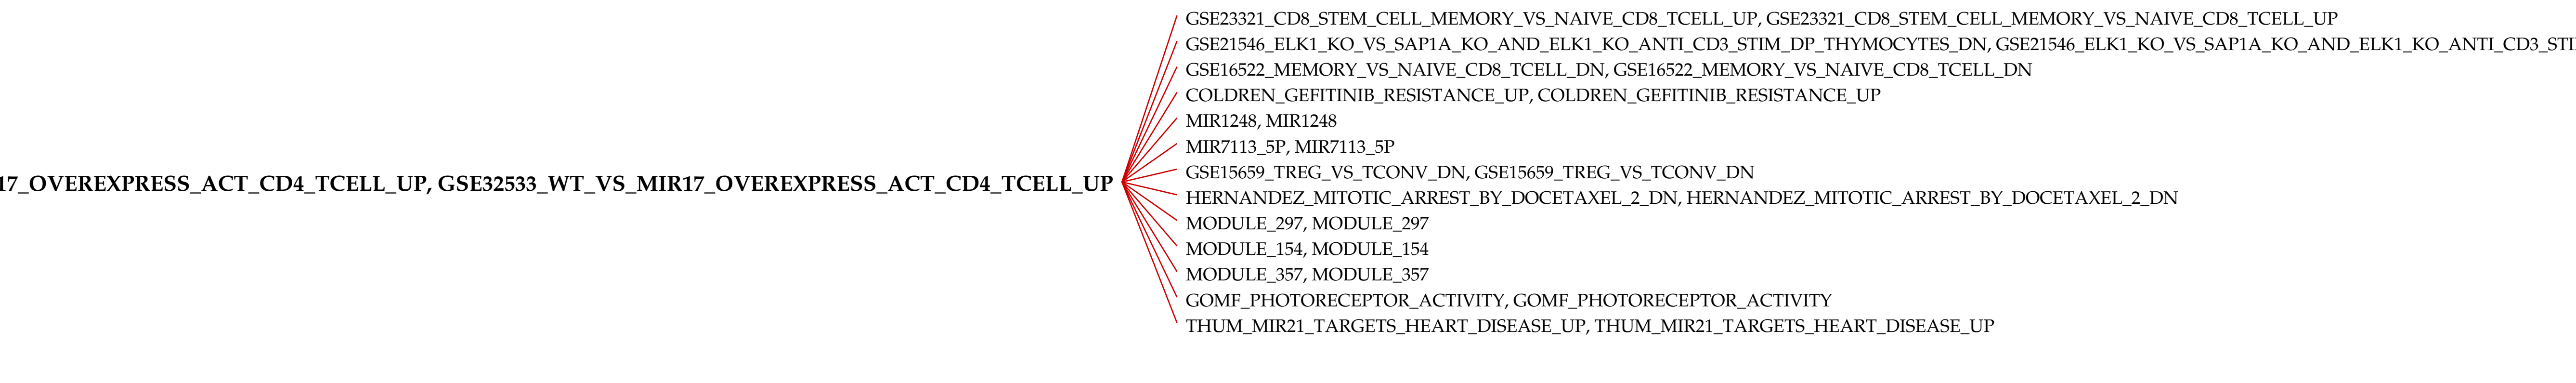 GSE23321_CD8_STEM_CELL_MEMORY_VS_NAIVE_CD8_TCELL_UP, GSE23321_CD8_STEM_CELL_MEMORY_VS_NAIVE_CD8_TCELL_UP
GSE21546_ELK1_KO_VS_SAP1A_KO_AND_ELK1_KO_ANTI_CD3_STIM_DP_THYMOCYTES_DN, GSE21546_ELK1_KO_VS_SAP1A_KO_AND_ELK1_KO_ANTI_CD3_STI
GSE16522_MEMORY_VS_NAIVE_CD8_TCELL_DN, GSE16522_MEMORY_VS_NAIVE_CD8_TCELL_DN
COLDREN_GEFITINIB_RESISTANCE_UP, COLDREN_GEFITINIB_RESISTANCE_UP
MIR1248, MIR1248
MIR7113_5P, MIR7113_5P
GSE15659_TREG_VS_TCONV_DN, GSE15659_TREG_VS_TCONV_DN
17_OVEREXPRESS_ACT_CD4_TCELL_UP, GSE32533_WT_VS_MIR17_OVEREXPRESS_ACT_CD4_TCELL_UP
HERNANDEZ_MITOTIC_ARREST_BY_DOCETAXEL_2_DN, HERNANDEZ_MITOTIC_ARREST_BY_DOCETAXEL_2_DN
MODULE_297, MODULE_297
MODULE_154, MODULE_154
MODULE_357, MODULE_357
GOMF_PHOTORECEPTOR_ACTIVITY, GOMF_PHOTORECEPTOR_ACTIVITY
THUM_MIR21_TARGETS_HEART_DISEASE_UP, THUM_MIR21_TARGETS_HEART_DISEASE_UP